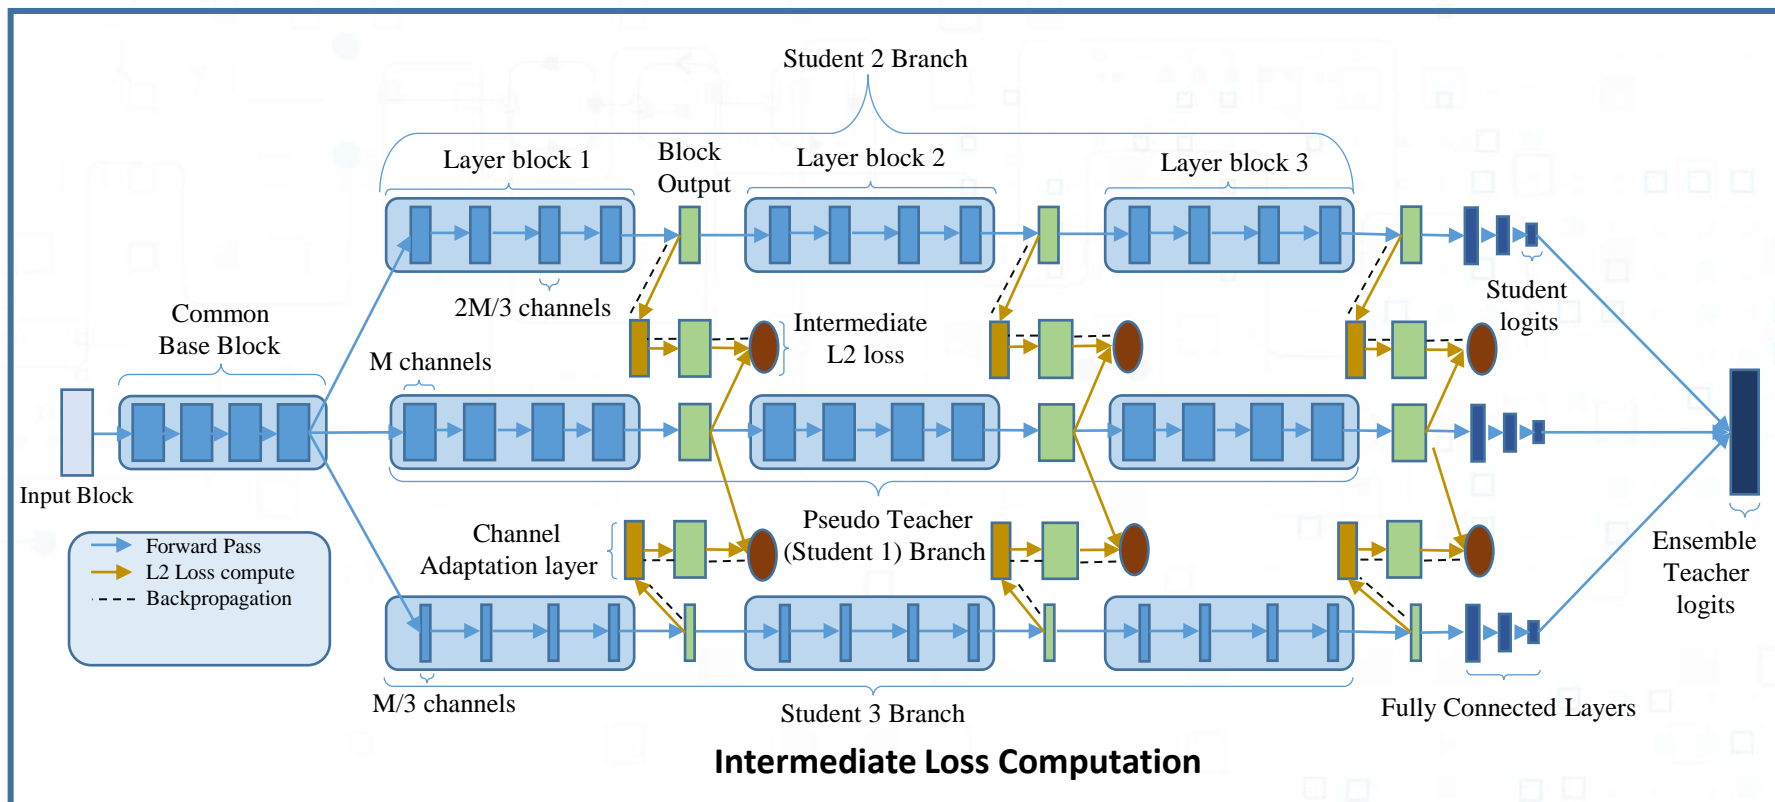 Student 2 Branch
Layer block 1
Block
Output
Layer block 2
Layer block 3
2M/3 channels
Student
logits
Common
Base Block
Intermediate
L2 loss
M channels
Input Block
Forward Pass
L2 Loss compute
Backpropagation
Channel
Adaptation layer
Pseudo Teacher
(Student 1) Branch
Ensemble
Teacher
logits
M/3 channels
Student 3 Branch
Fully Connected Layers
Intermediate Loss Computation